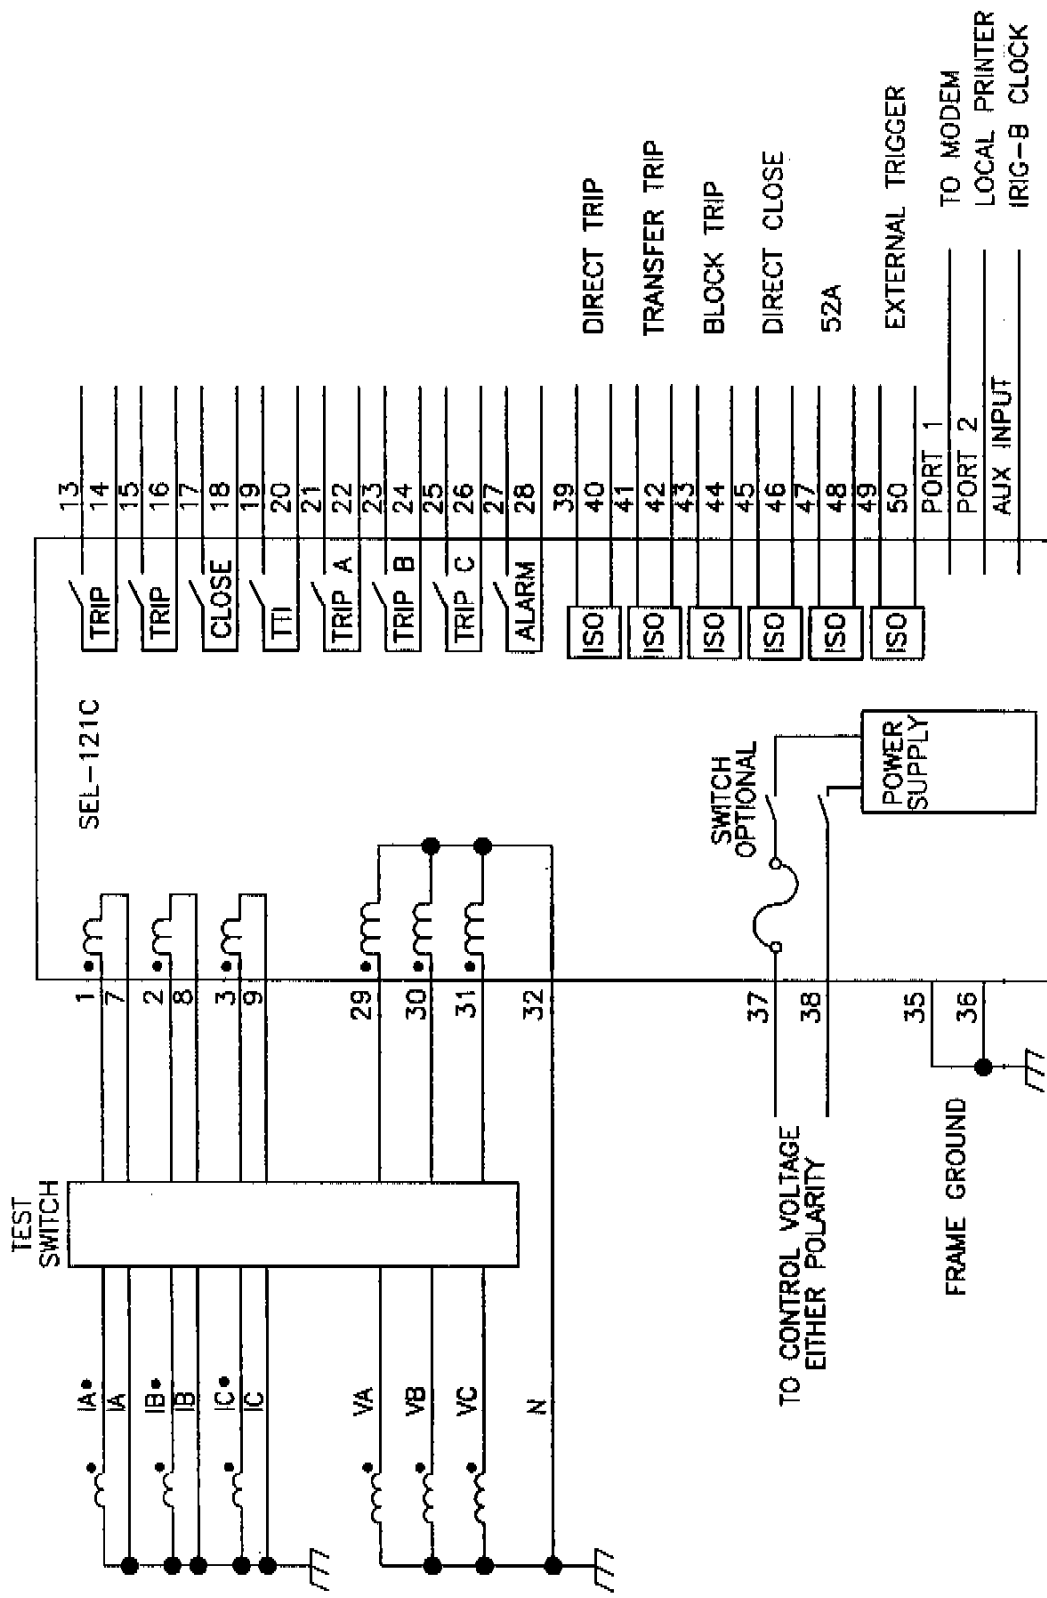 TEST
SWITCH
SEL-121C
IA•
IA
IB•
IB
IC•
IC
VA
VB
VC
N
1
7
2
8
3
9
29
30
31
32
TO CONTROL VOLTAGE
EITHER POLARITY
37
38
SWITCH
OPTIONAL
POWER
SUPPLY
FRAME GROUND
35
36
TRIP
13
14
TRIP
15
16
CLOSE
17
18
TTI
19
20
TRIP A
21
22
TRIP B
23
24
TRIP C
25
26
ALARM
27
28
ISO
39
40
DIRECT TRIP
ISO
41
42
TRANSFER TRIP
ISO
43
44
BLOCK TRIP
ISO
45
46
DIRECT CLOSE
ISO
47
48
52A
ISO
49
50
EXTERNAL TRIGGER
PORT 1
TO MODEM
PORT 2
LOCAL PRINTER
AUX INPUT
IRIG-B CLOCK